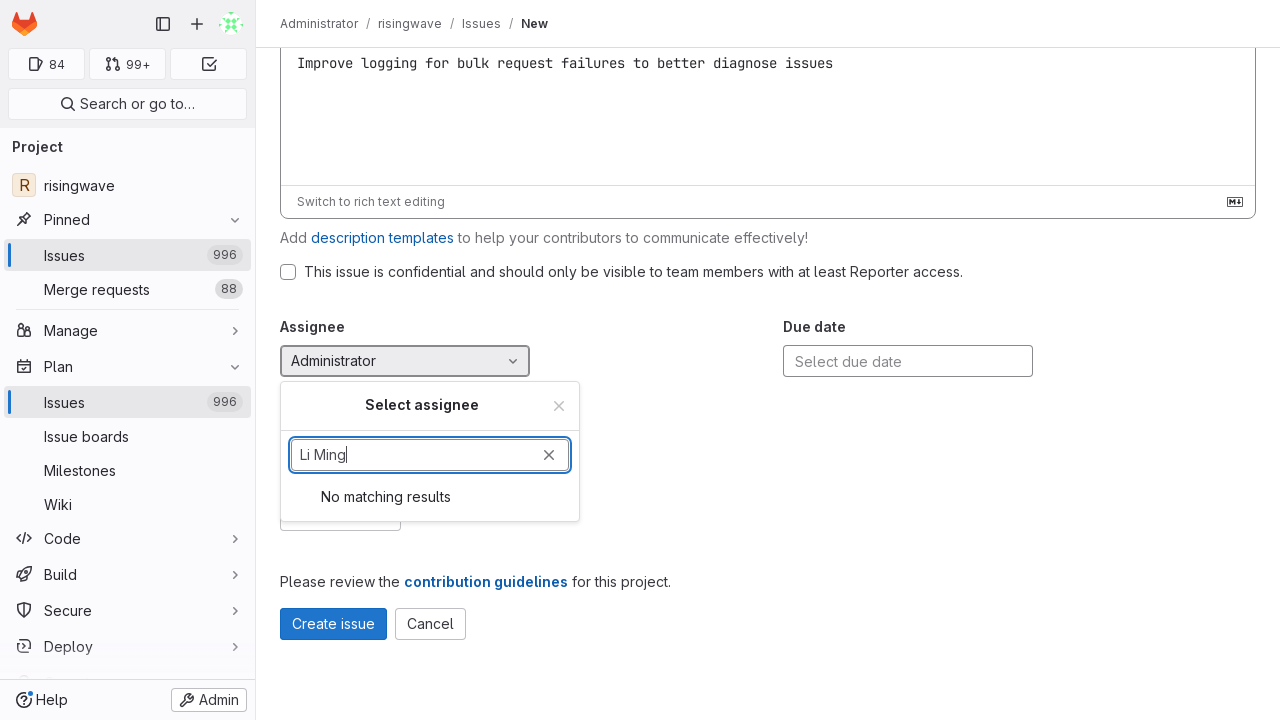 Administrator / risingwave / Issues / New
84
99+
Search or go to…
Project
R risingwave
Pinned
Issues 996
Merge requests 88
Manage
Plan
Issues 996
Issue boards
Milestones
Wiki
Code
Build
Secure
Deploy
Help
Admin
Improve logging for bulk request failures to better diagnose issues
Switch to rich text editing
Add description templates to help your contributors to communicate effectively!
This issue is confidential and should only be visible to team members with at least Reporter access.
Assignee
Due date
Administrator
Select due date
Select assignee
Li Ming
No matching results
Please review the contribution guidelines for this project.
Create issue
Cancel